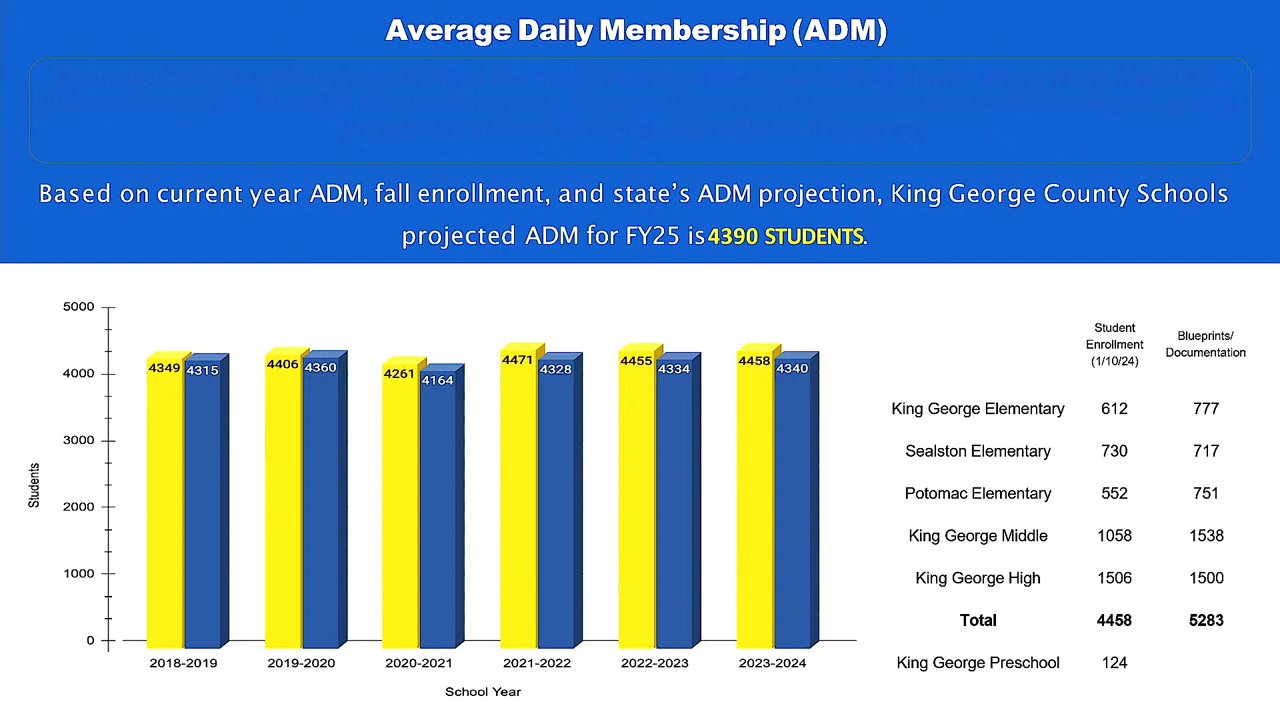 Average Daily Membership (ADM)
Based on current year ADM, fall enrollment, and state’s ADM projection, King George County Schools
projected ADM for FY25 is 4390 STUDENTS.
5000
4000
3000
2000
1000
0
Students
4349 4315
4406 4360
4261 4164
4471 4328
4455 4334
4458 4340
2018-2019 2019-2020 2020-2021 2021-2022 2022-2023 2023-2024
School Year
Student
Enrollment
(1/10/24)
Blueprints/
Documentation
King George Elementary 612 777
Sealston Elementary 730 717
Potomac Elementary 552 751
King George Middle 1058 1538
King George High 1506 1500
Total 4458 5283
King George Preschool 124